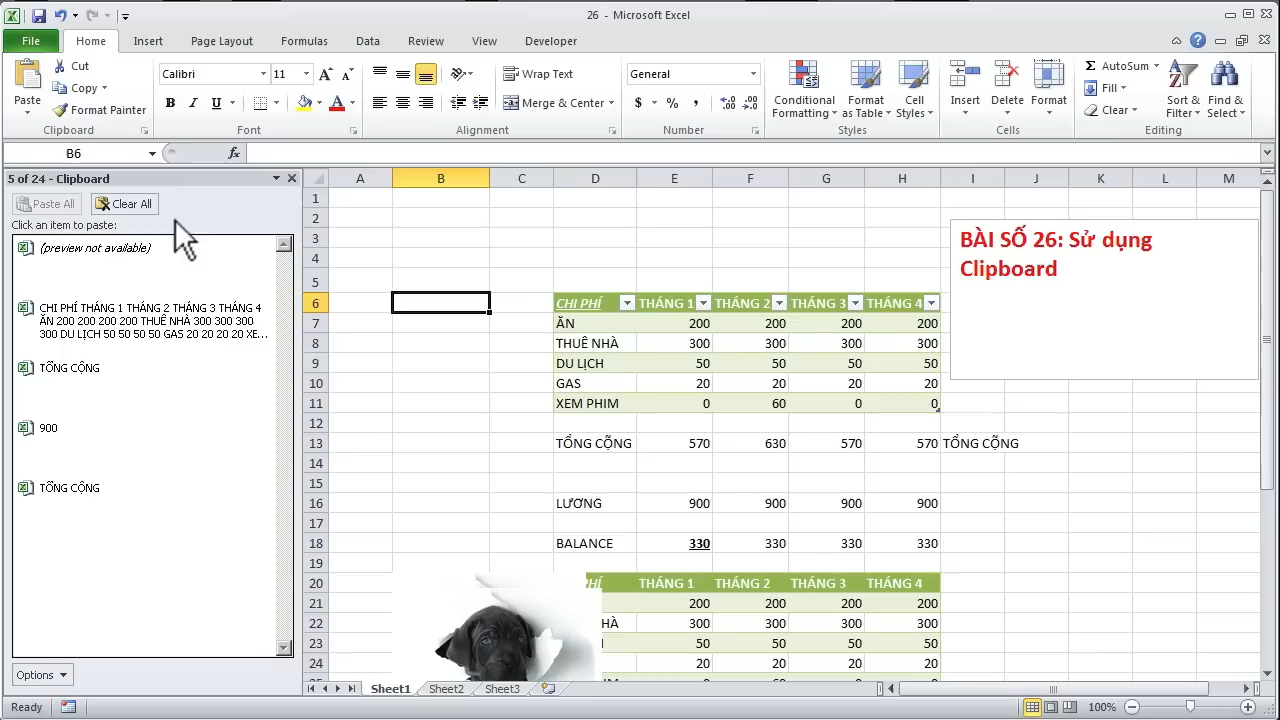 26 - Microsoft Excel
File Home Insert Page Layout Formulas Data Review View Developer
Paste Cut Copy Format Painter Clipboard
Calibri 11 B I U Font
Wrap Text Merge & Center Alignment
General $ % , Number
Conditional Formatting Format as Table Cell Styles Styles
Insert Delete Format Cells
AutoSum Fill Clear Sort & Filter Find & Select Editing
B6 fx
5 of 24 - Clipboard
Paste All Clear All
Click an item to paste:
(preview not available)
CHI PHÍ THÁNG 1 THÁNG 2 THÁNG 3 THÁNG 4
ĂN 200 200 200 200 THUÊ NHÀ 300 300 300
300 DU LỊCH 50 50 50 50 GAS 20 20 20 20 XE...
TỔNG CỘNG
900
TỔNG CỘNG
Options
A B C D E F G H I J K L M
1
2
3
4
5
6 CHI PHÍ THÁNG 1 THÁNG 2 THÁNG 3 THÁNG 4
7 ĂN 200 200 200 200
8 THUÊ NHÀ 300 300 300 300
9 DU LỊCH 50 50 50 50
10 GAS 20 20 20 20
11 XEM PHIM 0 60 0 0
12
13 TỔNG CỘNG 570 630 570 570 TỔNG CỘNG
14
15
16 LƯƠNG 900 900 900 900
17
18 BALANCE 330 330 330 330
19
20 PHÍ THÁNG 1 THÁNG 2 THÁNG 3 THÁNG 4
21 200 200 200 200
22 HÀ 300 300 300 300
23 50 50 50 50
24 20 20 20 20
BÀI SỐ 26: Sử dụng
Clipboard
Sheet1 Sheet2 Sheet3
Ready 100%